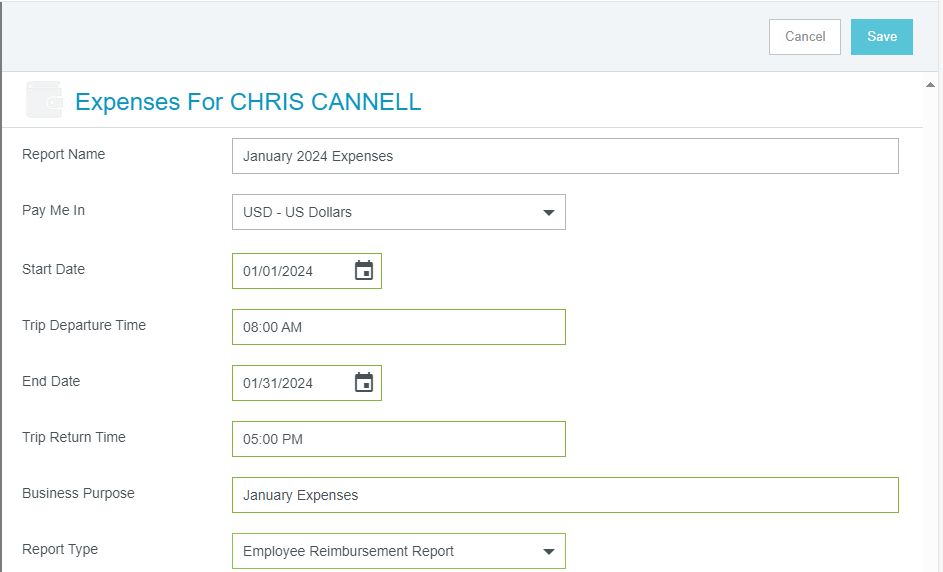 Cancel Save
Expenses For CHRIS CANNELL
Report Name January 2024 Expenses
Pay Me In USD - US Dollars
Start Date 01/01/2024
Trip Departure Time 08:00 AM
End Date 01/31/2024
Trip Return Time 05:00 PM
Business Purpose January Expenses
Report Type Employee Reimbursement Report